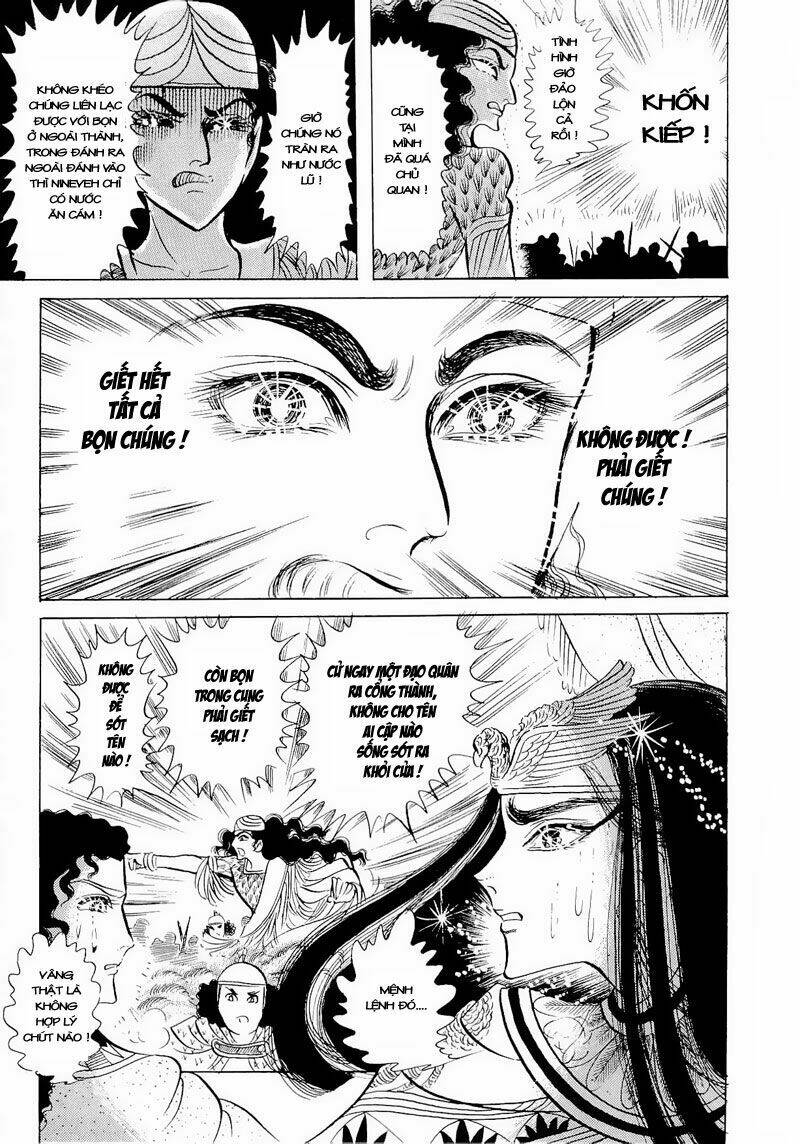 KHỐN
KIẾP !
TÌNH
HÌNH
GIỜ
ĐẢO
LỘN
CẢ
RỒI !
CŨNG
TẠI
MÌNH
ĐÃ QUÁ
CHỦ
QUAN !
GIỜ
CHÚNG NÓ
TRÀN RA
NHƯ NƯỚC
LŨ !
KHÔNG KHÉO
CHÚNG LIÊN LẠC
ĐƯỢC VỚI BỌN
Ở NGOÀI THÀNH,
TRONG ĐÁNH RA
NGOÀI ĐÁNH VÀO
THÌ NINEVEH CHỈ
CÓ NƯỚC
ĂN CÁM !
KHÔNG ĐƯỢC !
PHẢI GIẾT
CHÚNG !
GIẾT HẾT
TẤT CẢ
BỌN CHÚNG !
CỬ NGAY MỘT ĐẠO QUÂN
RA CỔNG THÀNH,
KHÔNG CHO TÊN
AI CẬP NÀO
SỐNG SÓT RA
KHỎI CỬA !
CÒN BỌN
TRONG CUNG
PHẢI GIẾT
SẠCH !
KHÔNG
ĐƯỢC
ĐỂ
SÓT
TÊN
NÀO !
MỆNH
LỆNH ĐÓ....
VÂNG,
THẬT LÀ
KHÔNG
HỢP LÝ
CHÚT NÀO !